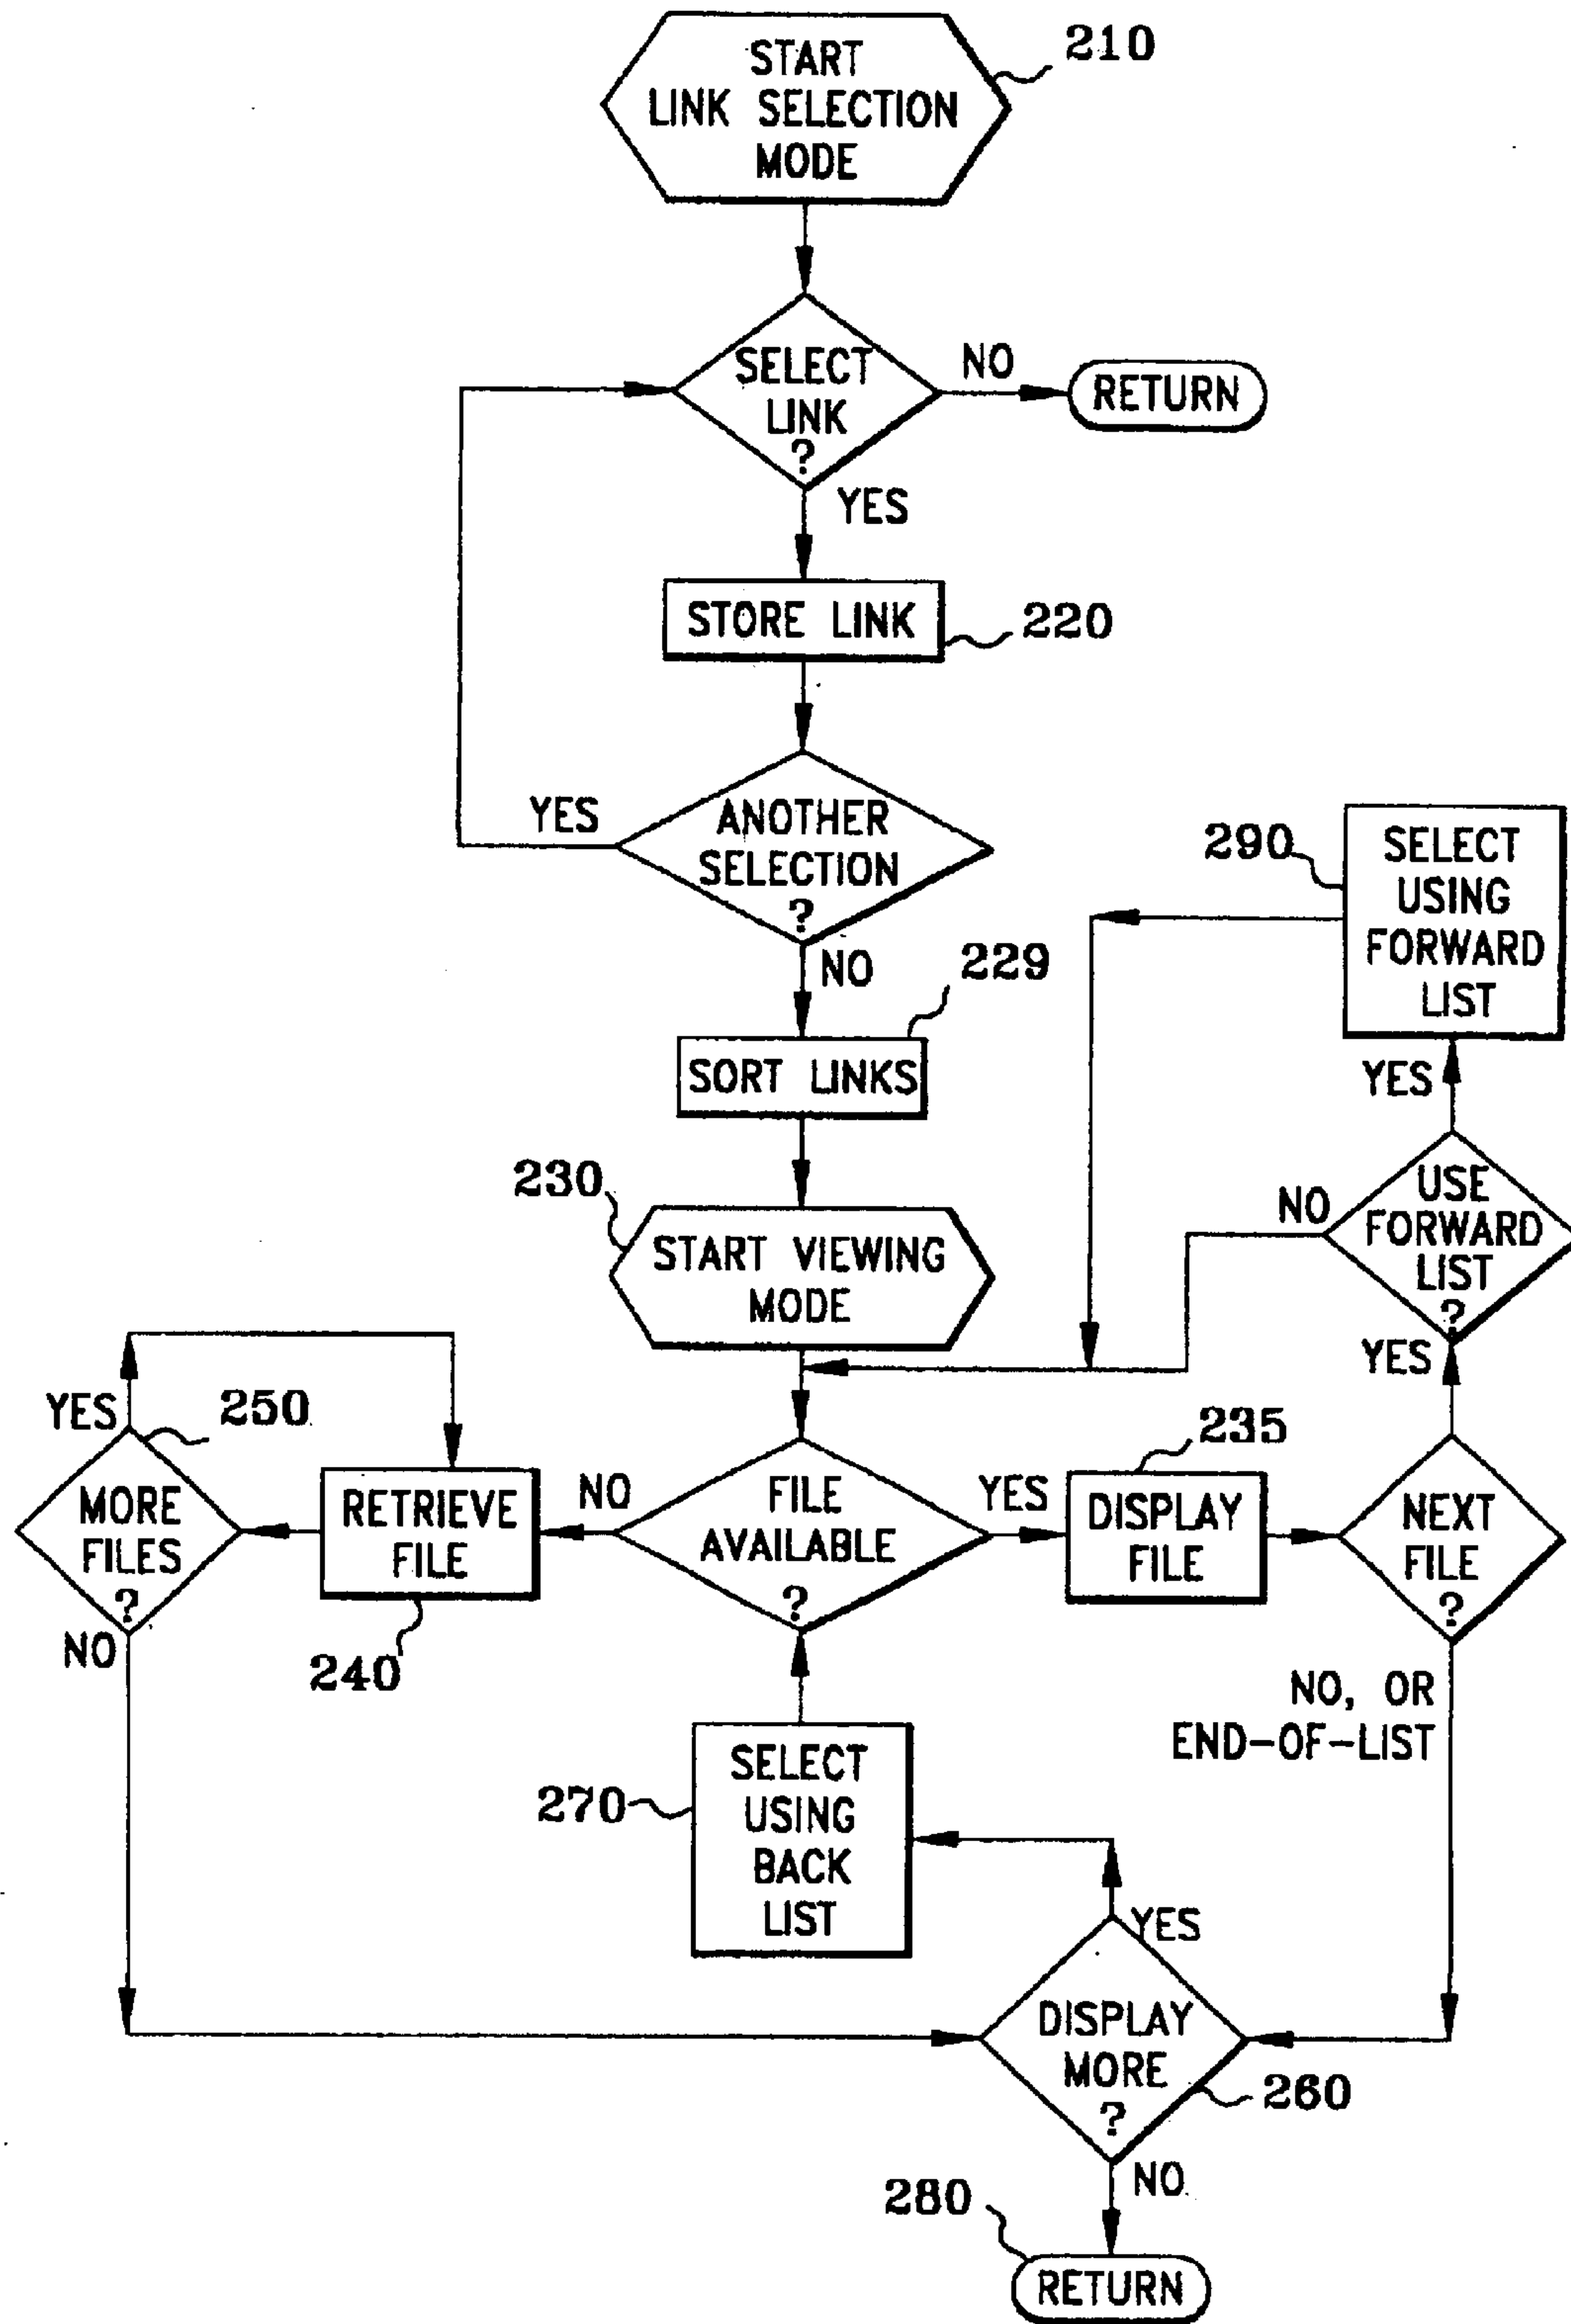 START
LINK SELECTION
MODE
210
SELECT
LINK
?
NO
RETURN
YES
STORE LINK
220
YES
ANOTHER
SELECTION
?
NO
229
SORT LINKS
290
SELECT
USING
FORWARD
LIST
YES
230
START VIEWING
MODE
NO
USE
FORWARD
LIST
?
YES
YES
250
MORE
FILES
?
NO
RETRIEVE
FILE
240
NO
FILE
AVAILABLE
?
YES
235
DISPLAY
FILE
NEXT
FILE
?
NO, OR
END-OF-LIST
270
SELECT
USING
BACK
LIST
YES
DISPLAY
MORE
?
260
NO
280
RETURN